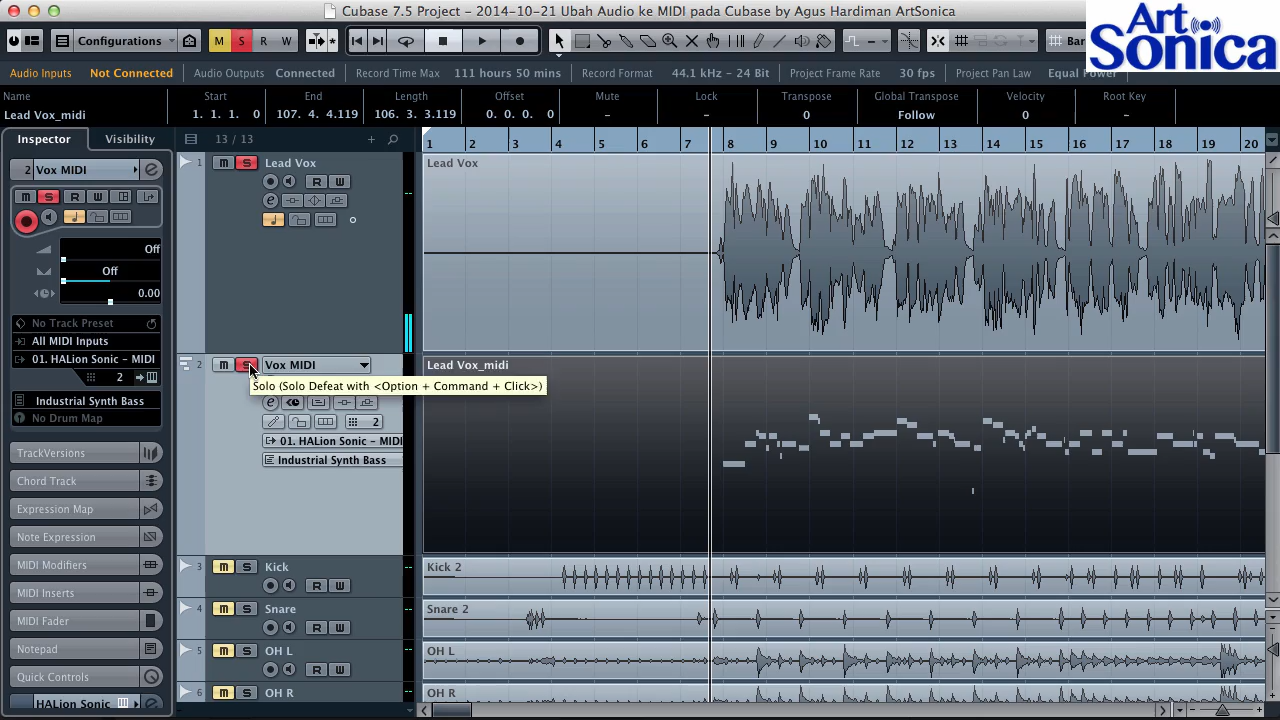 Cubase 7.5 Project - 2014-10-21 Ubah Audio ke MIDI pada Cubase by Agus Hardiman ArtSonica
Art Sonica
Configurations M S R W Bar
Audio Inputs Not Connected Audio Outputs Connected Record Time Max 111 hours 50 mins Record Format 44.1 kHz - 24 Bit Project Frame Rate 30 fps Project Pan Law Equal Power
Name Start End Length Offset Mute Lock Transpose Global Transpose Velocity Root Key
Lead Vox_midi 1. 1. 1. 0 107. 4. 4.119 106. 3. 3.119 0. 0. 0. 0 – – 0 Follow 0 –
Inspector Visibility 13 / 13 +
1 2 3 4 5 6 7 8 9 10 11 12 13 14 15 16 17 18 19 20
2 Vox MIDI
m S R W
Off
Off
0.00
No Track Preset
All MIDI Inputs
01. HALion Sonic - MIDI
2
Industrial Synth Bass
No Drum Map
TrackVersions
Chord Track
Expression Map
Note Expression
MIDI Modifiers
MIDI Inserts
MIDI Fader
Notepad
Quick Controls
HALion Sonic
1 m S Lead Vox
R W
e
2 m S Vox MIDI
Solo (Solo Defeat with <Option + Command + Click>)
e
2
01. HALion Sonic - MIDI
Industrial Synth Bass
3 m S Kick
R W
4 m S Snare
R W
5 m S OH L
R W
6 m S OH R
Lead Vox
Lead Vox_midi
Kick 2
Snare 2
OH L
OH R